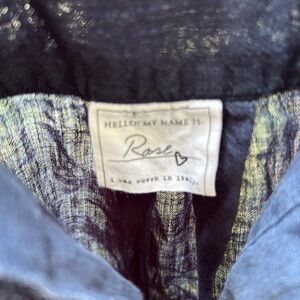 HELLO! MY NAME IS:
Rose
I was woven in italy.